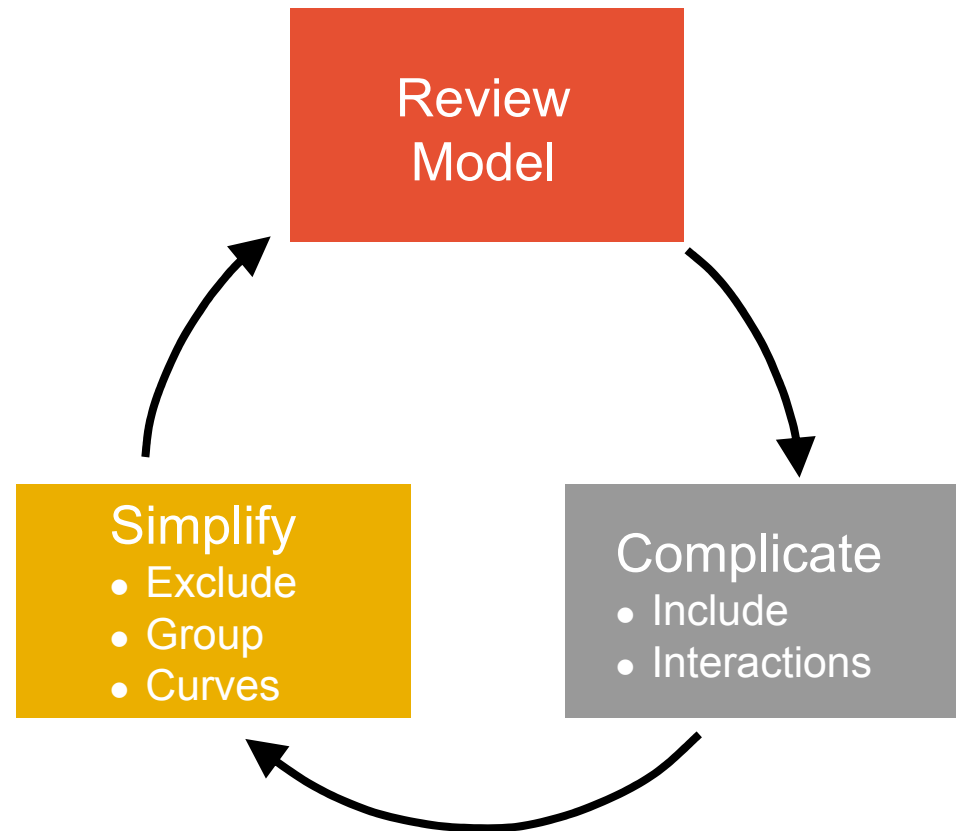 Review
Model
Simplify
● Exclude
● Group
● Curves
Complicate
● Include
● Interactions